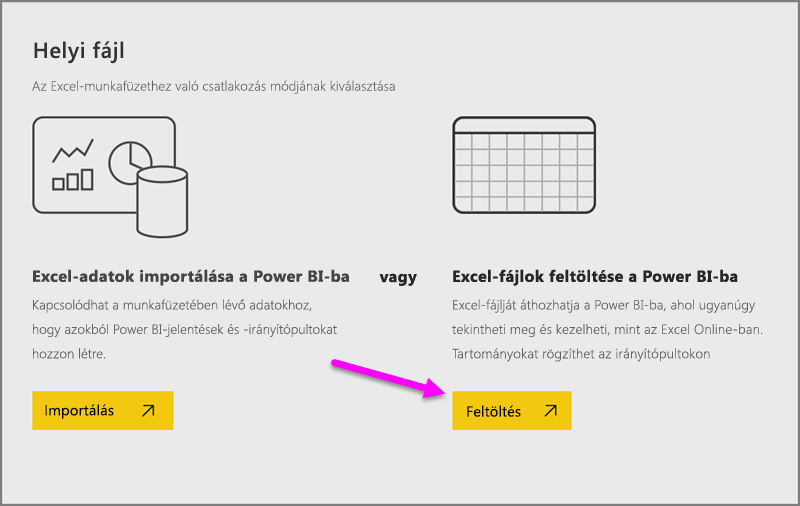 Helyi fájl
Az Excel-munkafüzethez való csatlakozás módjának kiválasztása
Excel-adatok importálása a Power BI-ba
Kapcsolódhat a munkafüzetében lévő adatokhoz,
hogy azokból Power BI-jelentések és -irányítópultokat
hozzon létre.
Importálás
vagy
Excel-fájlok feltöltése a Power BI-ba
Excel-fájlját áthozhatja a Power BI-ba, ahol ugyanúgy
tekintheti meg és kezelheti, mint az Excel Online-ban.
Tartományokat rögzíthet az irányítópultokon
Feltöltés